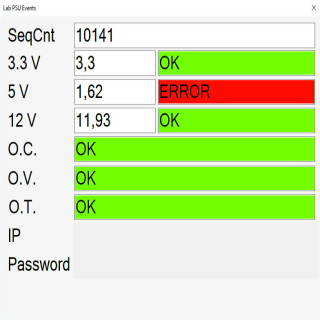 Lab PSU Events X
SeqCnt 10141
3.3 V 3,3 OK
5 V 1,62 ERROR
12 V 11,93 OK
O.C. OK
O.V. OK
O.T. OK
IP
Password